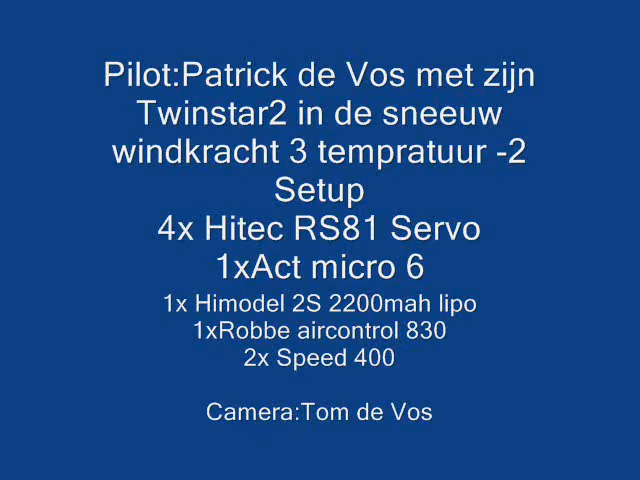 Pilot:Patrick de Vos met zijn
Twinstar2 in de sneeuw
windkracht 3 tempratuur -2
Setup
4x Hitec RS81 Servo
1xAct micro 6
1x Himodel 2S 2200mah lipo
1xRobbe aircontrol 830
2x Speed 400
Camera:Tom de Vos